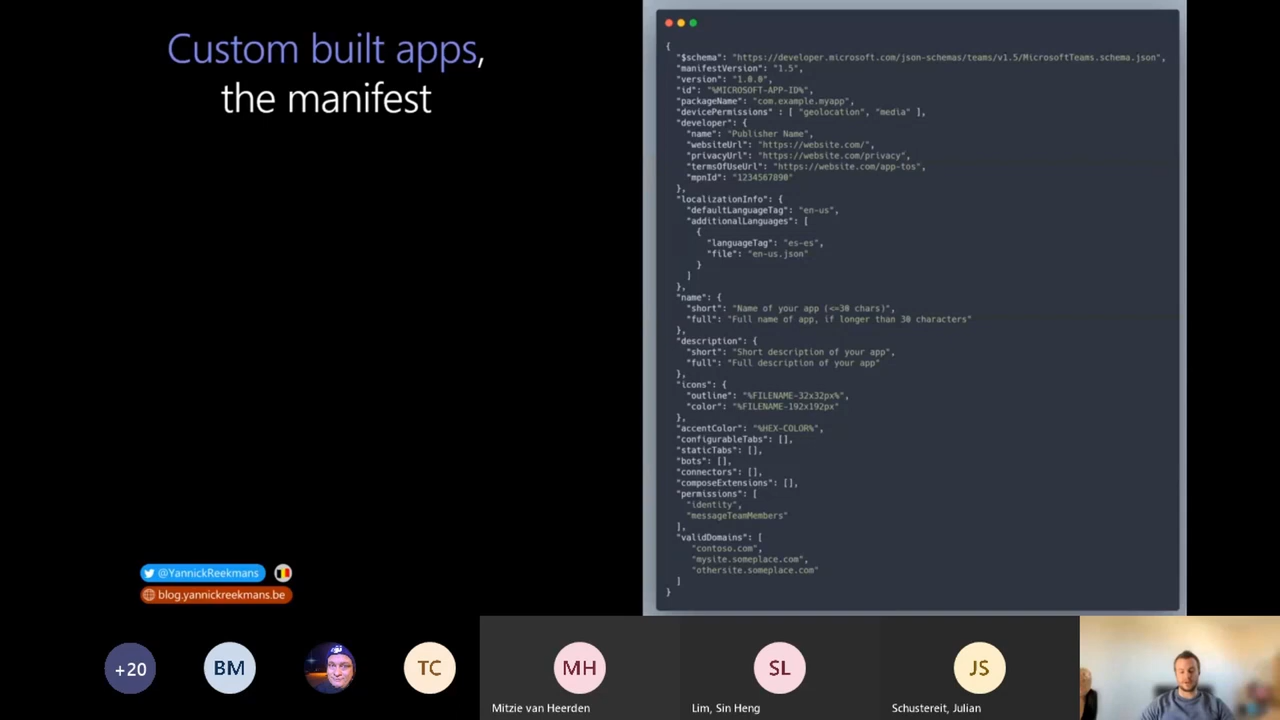 Custom built apps,
the manifest
{
"$schema": "https://developer.microsoft.com/json-schemas/teams/v1.5/MicrosoftTeams.schema.json",
"manifestVersion": "1.5",
"version": "1.0.0",
"id": "%MICROSOFT-APP-ID%",
"packageName": "com.example.myapp",
"devicePermissions" : [ "geolocation", "media" ],
"developer": {
"name": "Publisher Name",
"websiteUrl": "https://website.com/",
"privacyUrl": "https://website.com/privacy",
"termsOfUseUrl": "https://website.com/app-tos",
"mpnId": "1234567890"
},
"localizationInfo": {
"defaultLanguageTag": "en-us",
"additionalLanguages": [
{
"languageTag": "es-es",
"file": "en-us.json"
}
]
},
"name": {
"short": "Name of your app (<=30 chars)",
"full": "Full name of app, if longer than 30 characters"
},
"description": {
"short": "Short description of your app",
"full": "Full description of your app"
},
"icons": {
"outline": "%FILENAME-32x32px%",
"color": "%FILENAME-192x192px"
},
"accentColor": "%HEX-COLOR%",
"configurableTabs": [],
"staticTabs": [],
"bots": [],
"connectors": [],
"composeExtensions": [],
"permissions": [
"identity",
"messageTeamMembers"
],
"validDomains": [
"contoso.com",
"mysite.someplace.com",
"othersite.someplace.com"
]
}
@YannickReekmans
blog.yannickreekmans.be
+20
BM
TC
MH
SL
JS
Mitzie van Heerden
Lim, Sin Heng
Schustereit, Julian